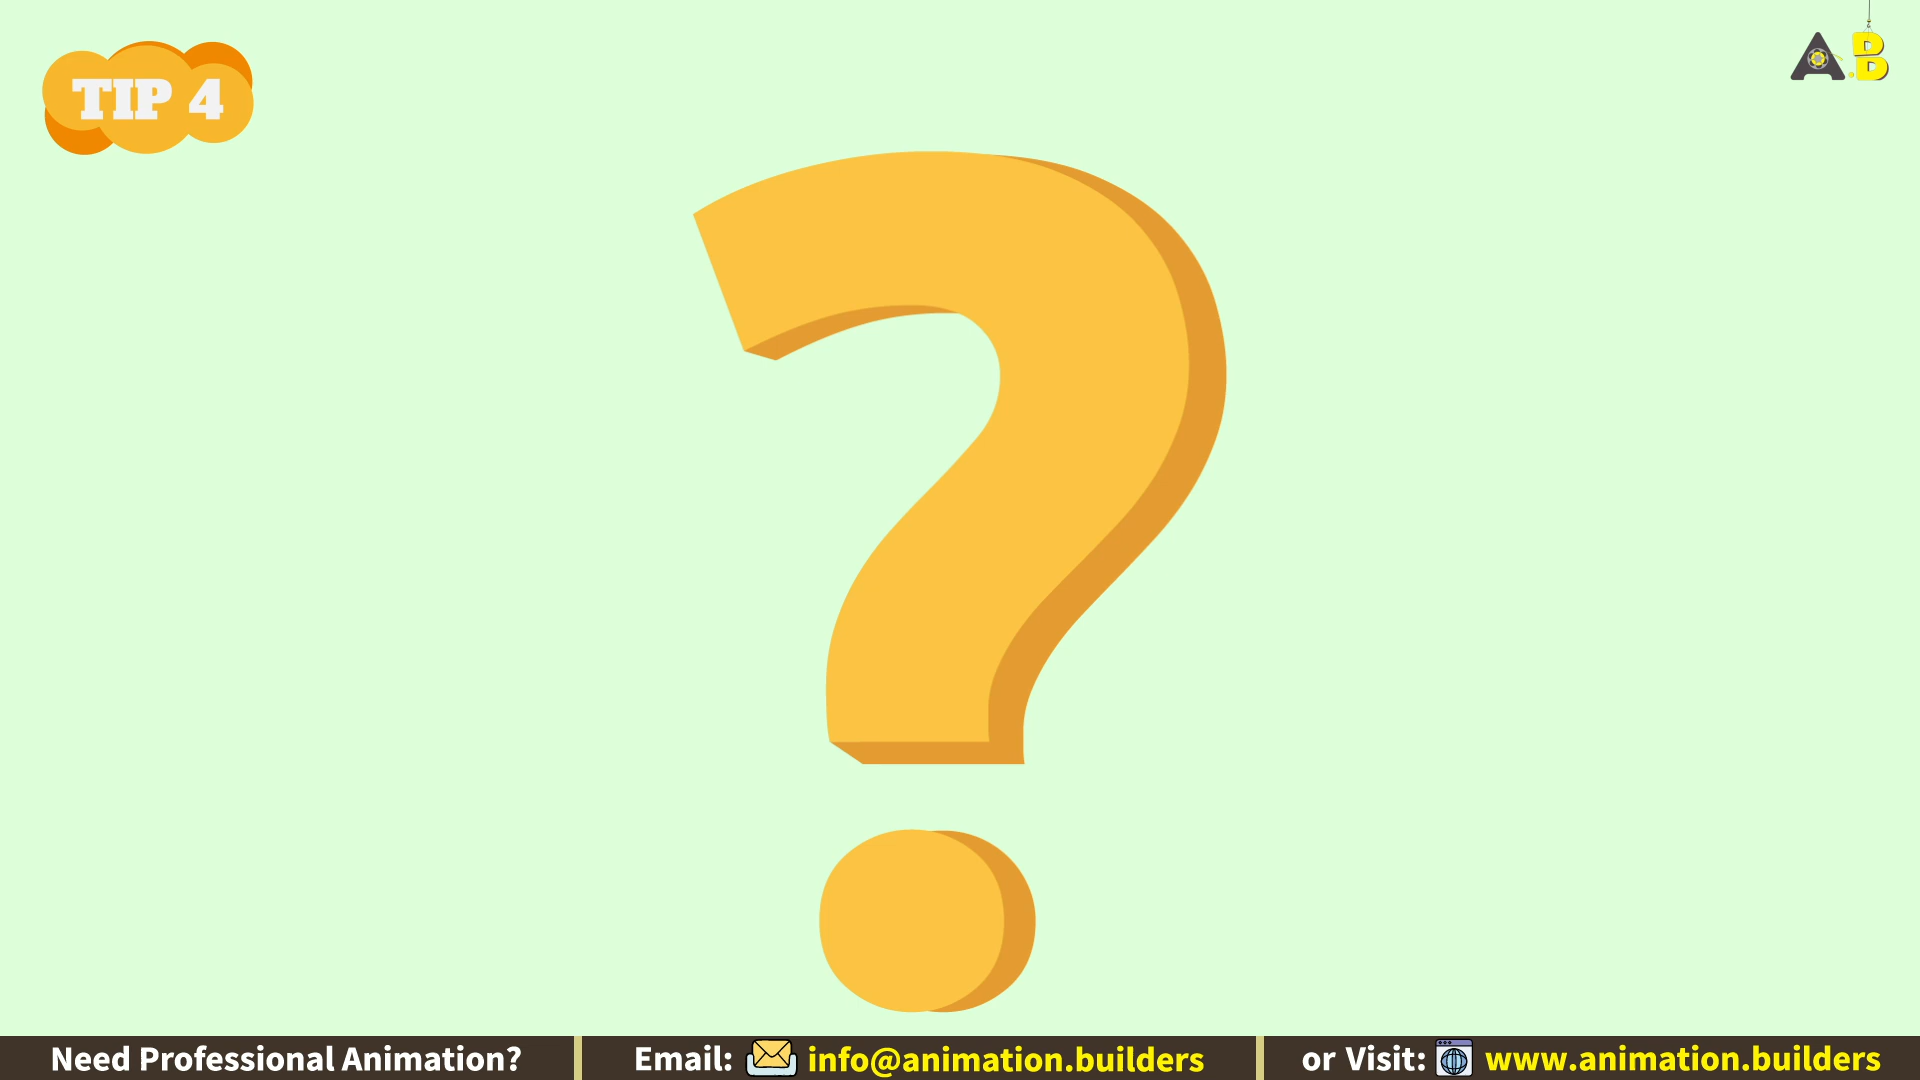 TIP 4
A.B
?
Need Professional Animation? Email: info@animation.builders or Visit: www.animation.builders